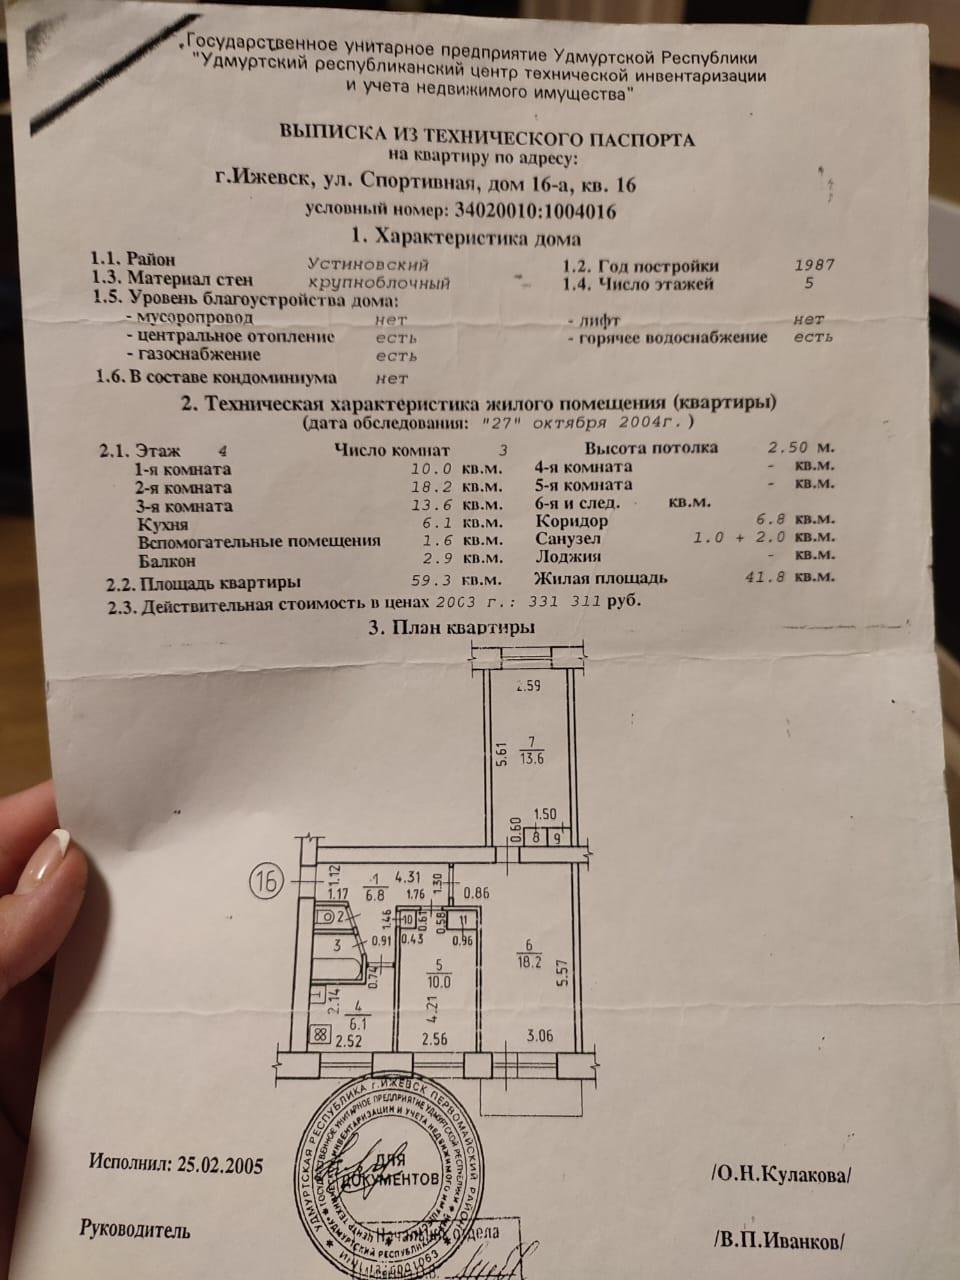 Государственное унитарное предприятие Удмуртской Республики
"Удмуртский республиканский центр технической инвентаризации
и учета недвижимого имущества"
ВЫПИСКА ИЗ ТЕХНИЧЕСКОГО ПАСПОРТА
на квартиру по адресу:
г.Ижевск, ул. Спортивная, дом 16-а, кв. 16
условный номер: 34020010:1004016
1. Характеристика дома
1.1. Район Устиновский 1.2. Год постройки 1987
1.3. Материал стен крупноблочный 1.4. Число этажей 5
1.5. Уровень благоустройства дома:
- мусоропровод нет - лифт нет
- центральное отопление есть - горячее водоснабжение есть
- газоснабжение есть
1.6. В составе кондоминиума нет
2. Техническая характеристика жилого помещения (квартиры)
(дата обследования: "27" октября 2004г.)
2.1. Этаж 4 Число комнат 3 Высота потолка 2.50 м.
1-я комната 10.0 кв.м. 4-я комната - кв.м.
2-я комната 18.2 кв.м. 5-я комната - кв.м.
3-я комната 13.6 кв.м. 6-я и след. кв.м.
Кухня 6.1 кв.м. Коридор 6.8 кв.м.
Вспомогательные помещения 1.6 кв.м. Санузел 1.0 + 2.0 кв.м.
Балкон 2.9 кв.м. Лоджия - кв.м.
2.2. Площадь квартиры 59.3 кв.м. Жилая площадь 41.8 кв.м.
2.3. Действительная стоимость в ценах 2003 г.: 331 311 руб.
3. План квартиры
2.59
5.61
7
13.6
1.50
0.60
8 9
16
1.12
1
6.8
4.31
1.30
1.17
1.76
0.86
2
1.46
10
0.61
0.58
11
3
0.91
0.43
0.96
6
18.2
5
10.0
0.74
5.57
2.14
4
6.1
4.21
2.52
2.56
3.06
УДМУРТСКАЯ РЕСПУБЛИКА г.ИЖЕВСК ПЕРВОМАЙСКИЙ РАЙОН
ГОСУДАРСТВЕННОЕ УНИТАРНОЕ ПРЕДПРИЯТИЕ УДМУРТСКОЙ РЕСПУБЛИКИ
ДЛЯ
ДОКУМЕНТОВ
Исполнил: 25.02.2005 /О.Н.Кулакова/
отдела
Руководитель /В.П.Иванков/